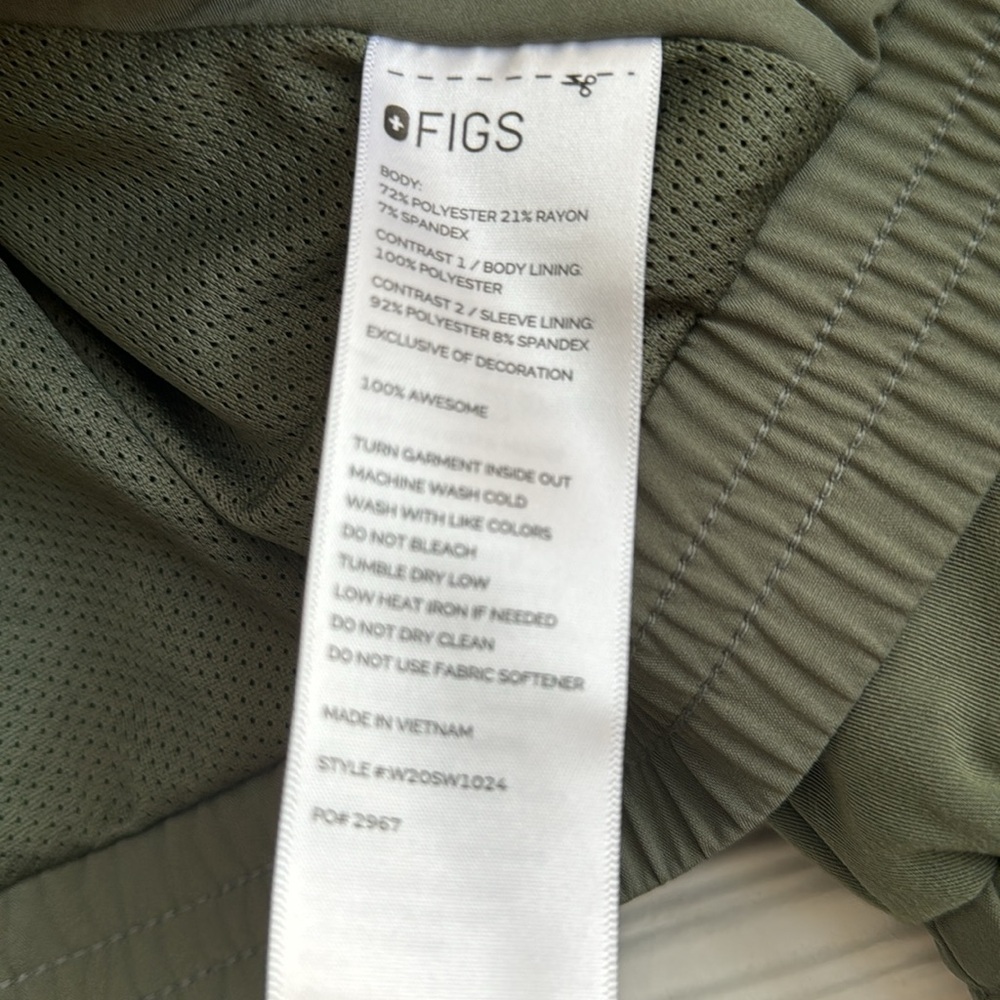 FIGS
BODY:
72% POLYESTER 21% RAYON
7% SPANDEX
CONTRAST 1 / BODY LINING:
100% POLYESTER
CONTRAST 2 / SLEEVE LINING:
92% POLYESTER 8% SPANDEX
EXCLUSIVE OF DECORATION
100% AWESOME
TURN GARMENT INSIDE OUT
MACHINE WASH COLD
WASH WITH LIKE COLORS
DO NOT BLEACH
TUMBLE DRY LOW
LOW HEAT IRON IF NEEDED
DO NOT DRY CLEAN
DO NOT USE FABRIC SOFTENER
MADE IN VIETNAM
STYLE #:W20SW1024
PO# 2967